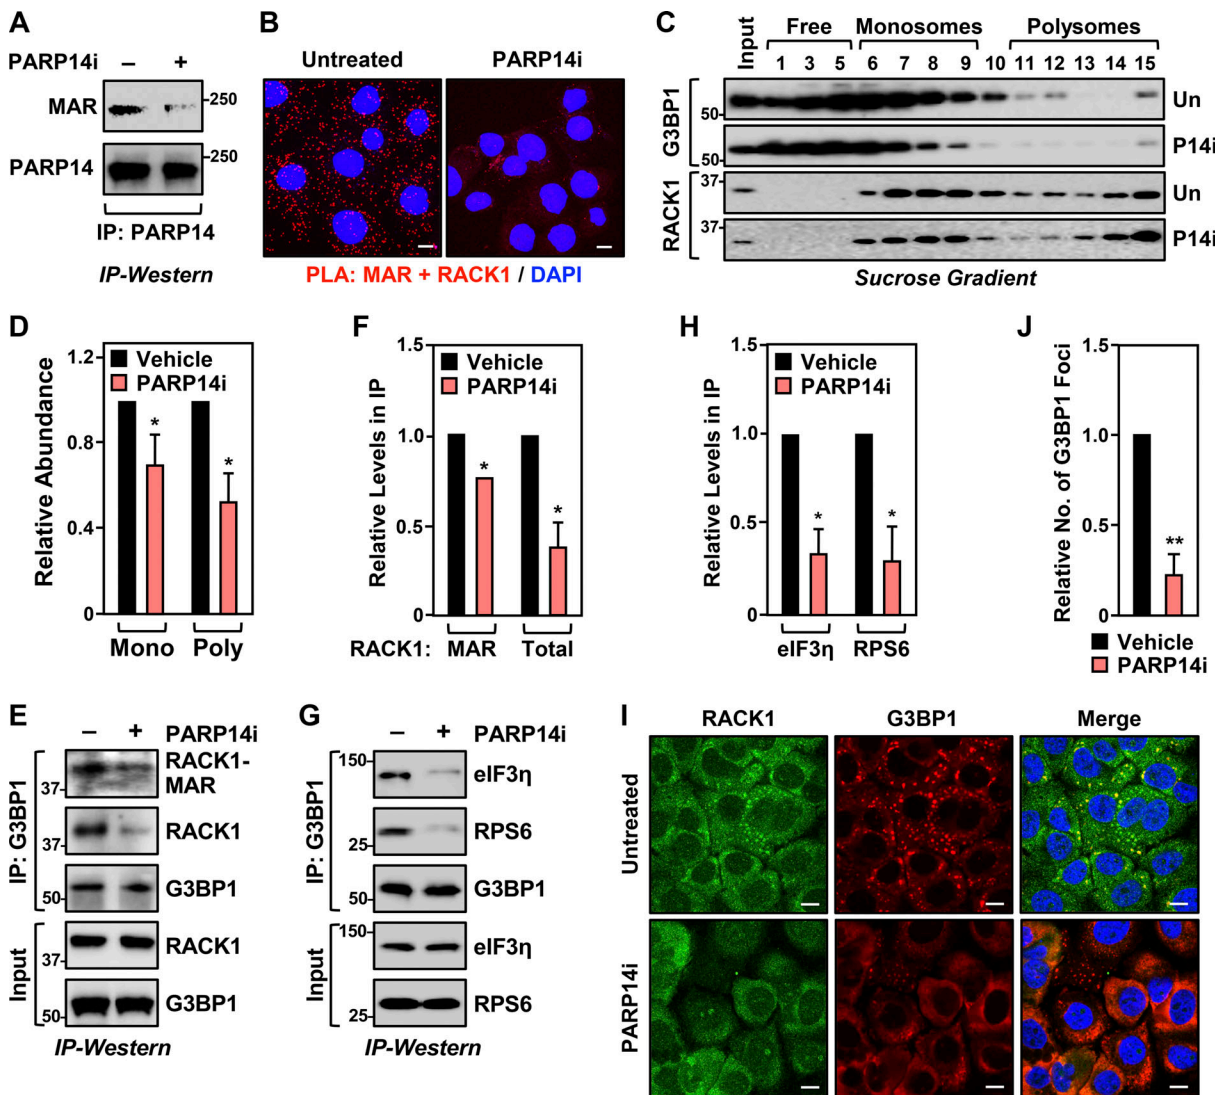 A
PARP14i
– +
MAR
-250
PARP14
-250
IP: PARP14
IP-Western
B
Untreated PARP14i
PLA: MAR + RACK1 / DAPI
C
Input Free Monosomes Polysomes
1 3 5 6 7 8 9 10 11 12 13 14 15
G3BP1
50-
Un
50-
P14i
RACK1
37-
Un
37-
P14i
Sucrose Gradient
D
Relative Abundance
1.2
0.8
0.4
0
Vehicle
PARP14i
* *
Mono Poly
F
Relative Levels in IP
1.5
1.0
0.5
0
Vehicle
PARP14i
* *
RACK1: MAR Total
H
Relative Levels in IP
1.5
1.0
0.5
0
Vehicle
PARP14i
* *
eIF3η RPS6
J
Relative No. of G3BP1 Foci
1.5
1.0
0.5
0
**
Vehicle
PARP14i
E
– + PARP14i
IP: G3BP1
37-
RACK1-
MAR
37-
RACK1
50-
G3BP1
Input
37-
RACK1
50-
G3BP1
IP-Western
G
– + PARP14i
IP: G3BP1
150-
eIF3η
25-
RPS6
50-
G3BP1
Input
150-
eIF3η
25-
RPS6
IP-Western
I
RACK1 G3BP1 Merge
Untreated
PARP14i